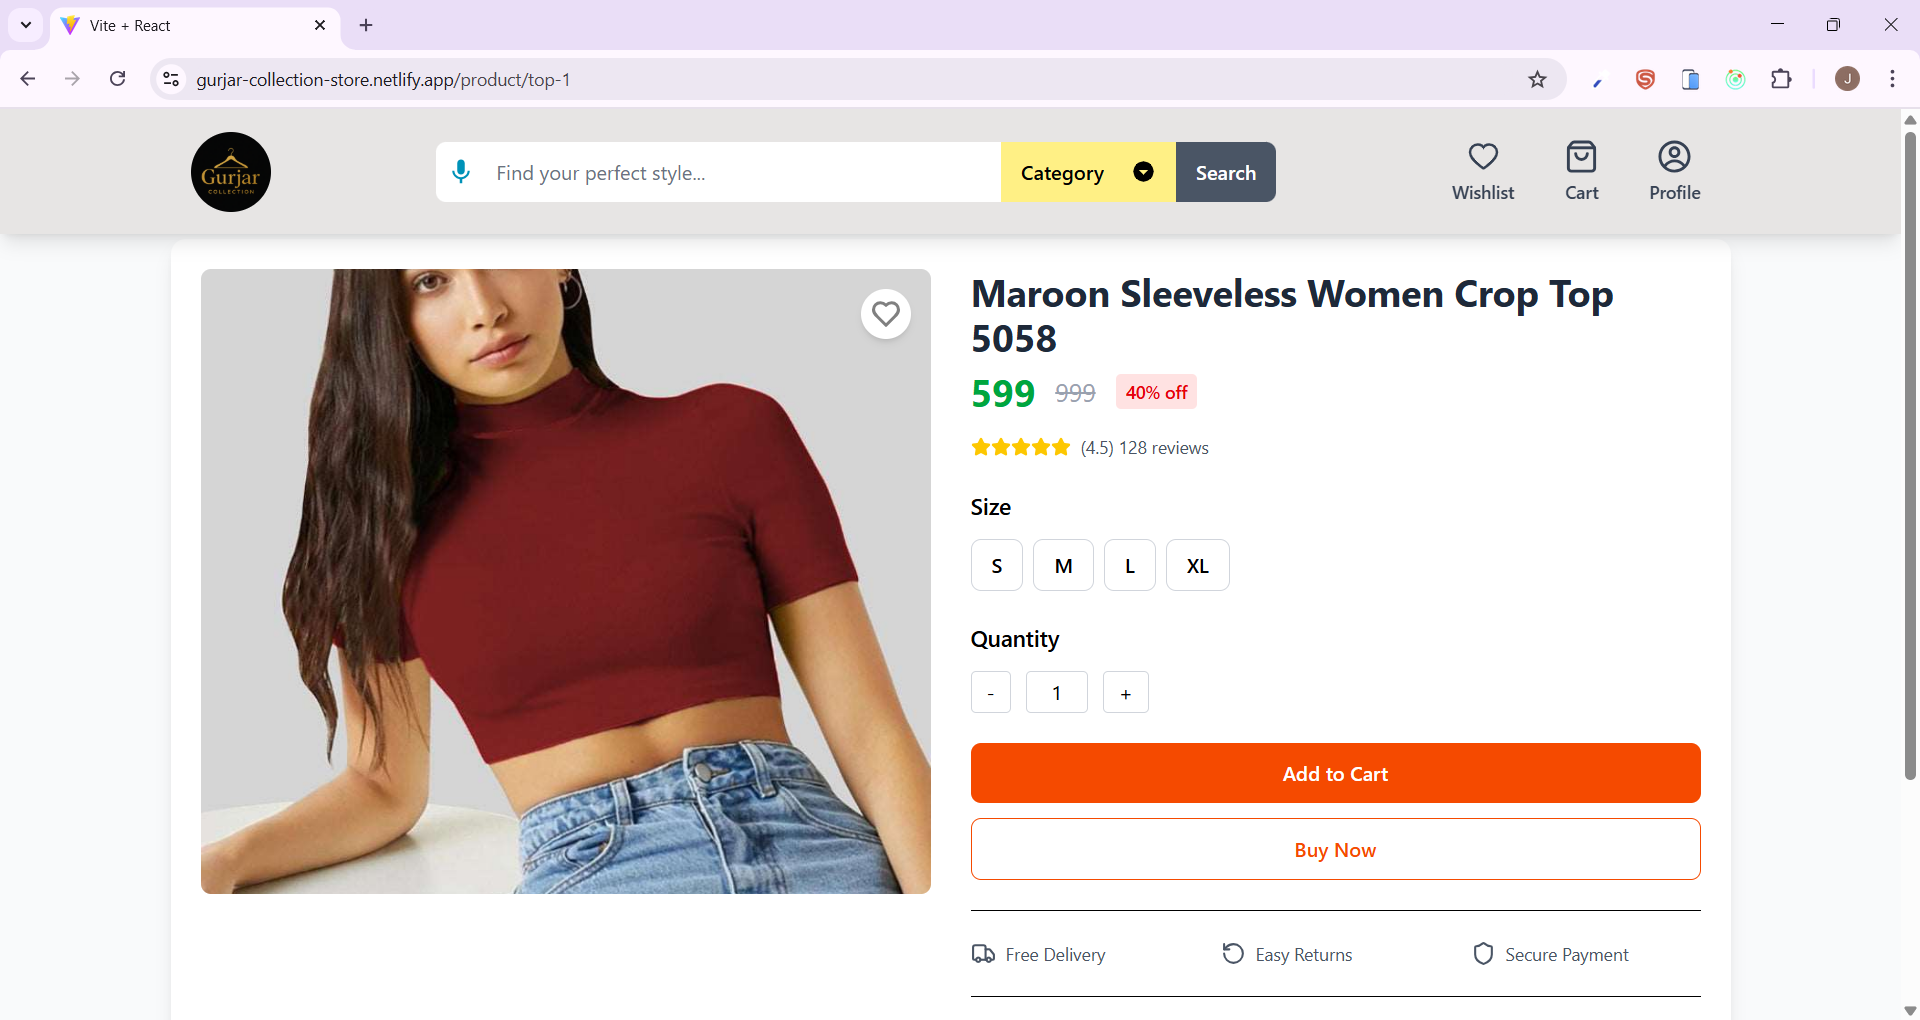 Vite + React
gurjar-collection-store.netlify.app/product/top-1
J
Gurjar
COLLECTION
Find your perfect style...
Category
Search
Wishlist
Cart
Profile
Maroon Sleeveless Women Crop Top
5058
599 999 40% off
(4.5) 128 reviews
Size
S M L XL
Quantity
- 1 +
Add to Cart
Buy Now
Free Delivery
Easy Returns
Secure Payment